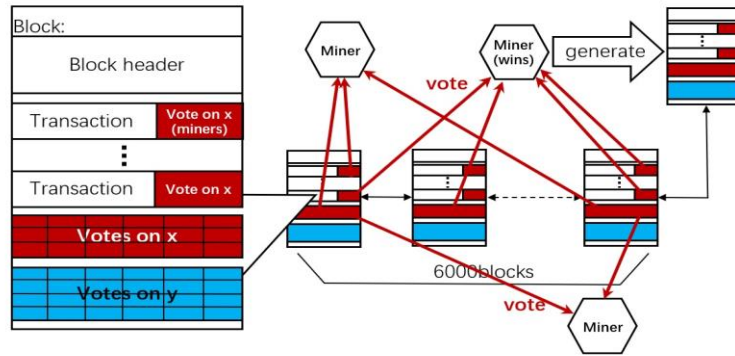 Block:
Block header
Transaction
Vote on x
(miners)
Transaction
Vote on x
Votes on x
Votes on y
Miner
Miner
(wins)
generate
vote
6000blocks
vote
Miner